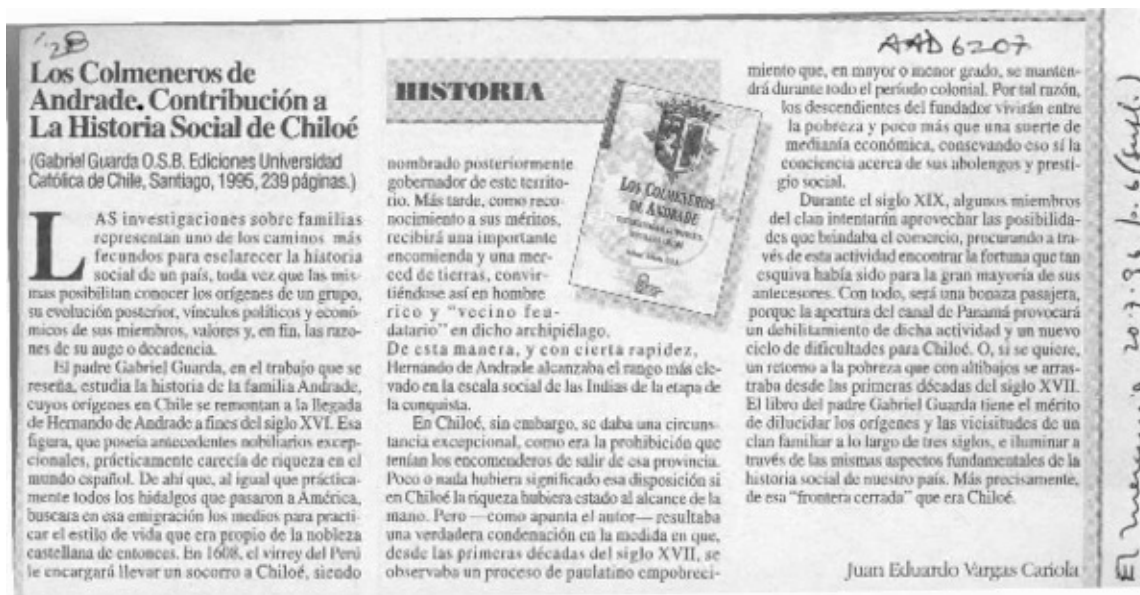 AAD 6207
Los Colmeneros de
Andrade. Contribución a
La Historia Social de Chiloé
(Gabriel Guarda O.S.B. Ediciones Universidad
Católica de Chile, Santiago, 1995, 239 páginas.)
LAS investigaciones sobre familias
representan uno de los caminos más
fecundos para esclarecer la historia
social de un país, toda vez que las mis-
mas posibilitan conocer los orígenes de un grupo,
su evolución posterior, vínculos políticos y econó-
micos de sus miembros, valores y, en fin, las razo-
nes de su auge o decadencia.
El padre Gabriel Guarda, en el trabajo que se
reseña, estudia la historia de la familia Andrade,
cuyos orígenes en Chile se remontan a la llegada
de Hernando de Andrade a fines del siglo XVI. Esa
figura, que poseía antecedentes nobiliarios excep-
cionales, prácticamente carecía de riqueza en el
mundo español. De ahí que, al igual que práctica-
mente todos los hidalgos que pasaron a América,
buscara en esa emigración los medios para practi-
car el estilo de vida que era propio de la nobleza
castellana de entonces. En 1608, el virrey del Perú
le encargará llevar un socorro a Chiloé, siendo
HISTORIA
nombrado posteriormente
gobernador de este territo-
rio. Más tarde, como reco-
nocimiento a sus méritos,
recibirá una importante
encomienda y una mer-
ced de tierras, convir-
tiéndose así en hombre
rico y "vecino feu-
datario" en dicho archipiélago.
De esta manera, y con cierta rapidez,
Hernando de Andrade alcanzaba el rango más ele-
vado en la escala social de las Indias de la etapa de
la conquista.
En Chiloé, sin embargo, se daba una circuns-
tancia excepcional, como era la prohibición que
tenían los encomenderos de salir de esa provincia.
Poco o nada hubiera significado esa disposición si
en Chiloé la riqueza hubiera estado al alcance de la
mano. Pero —como apunta el autor— resultaba
una verdadera condenación en la medida en que,
desde las primeras décadas del siglo XVII, se
observaba un proceso de paulatino empobreci-
LOS COLMENEROS
DE ANDRADE
miento que, en mayor o menor grado, se manten-
drá durante todo el período colonial. Por tal razón,
los descendientes del fundador vivirán entre
la pobreza y poco más que una suerte de
medianía económica, consevando eso sí la
conciencia acerca de sus abolengos y presti-
gio social.
Durante el siglo XIX, algunos miembros
del clan intentarán aprovechar las posibilida-
des que brindaba el comercio, procurando a tra-
vés de esta actividad encontrar la fortuna que tan
esquiva había sido para la gran mayoría de sus
antecesores. Con todo, será una bonaza pasajera,
porque la apertura del canal de Panamá provocará
un debilitamiento de dicha actividad y un nuevo
ciclo de dificultades para Chiloé. O, si se quiere,
un retorno a la pobreza que con altibajos se arras-
traba desde las primeras décadas del siglo XVII.
El libro del padre Gabriel Guarda tiene el mérito
de dilucidar los orígenes y las vicisitudes de un
clan familiar a lo largo de tres siglos, e iluminar a
través de las mismas aspectos fundamentales de la
historia social de nuestro país. Más precisamente,
de esa "frontera cerrada" que era Chiloé.
Juan Eduardo Vargas Cariola